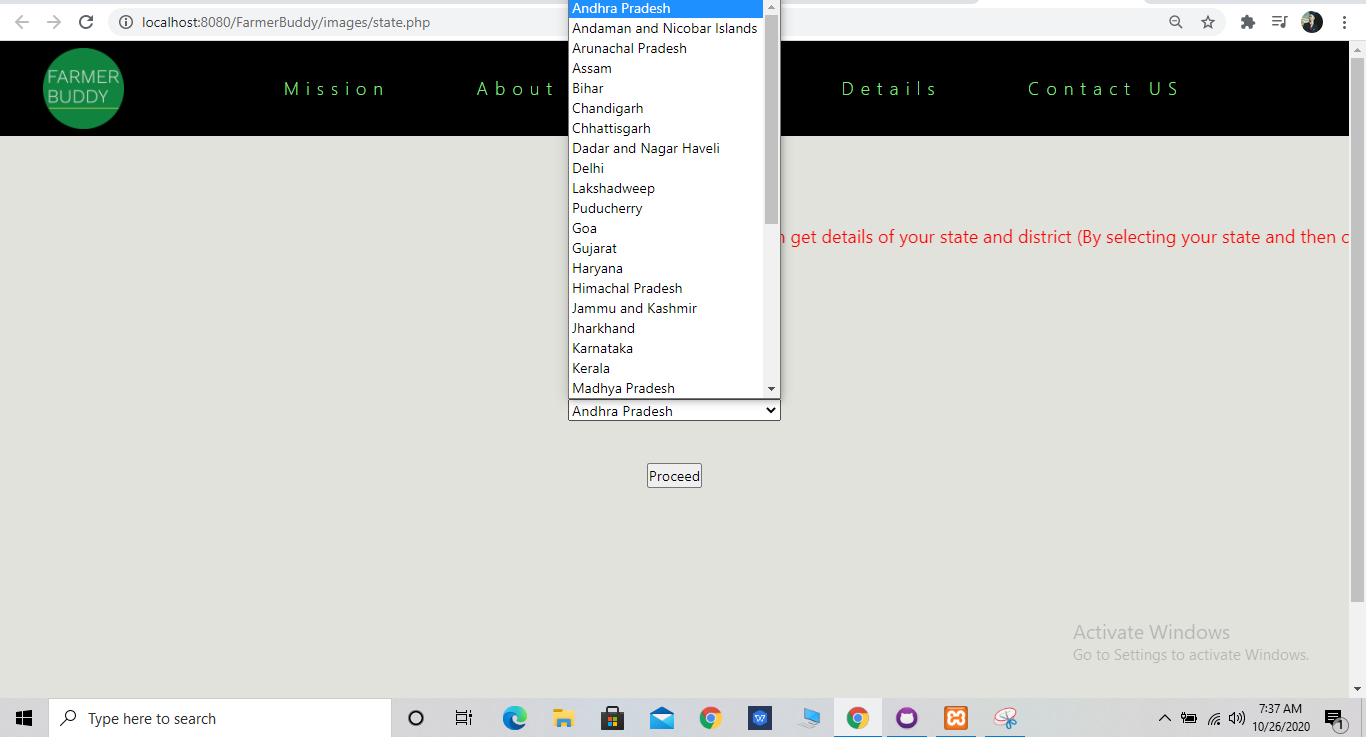 localhost:8080/FarmerBuddy/images/state.php
FARMER
BUDDY
Mission
About
Details
Contact US
Andhra Pradesh
Andaman and Nicobar Islands
Arunachal Pradesh
Assam
Bihar
Chandigarh
Chhattisgarh
Dadar and Nagar Haveli
Delhi
Lakshadweep
Puducherry
Goa
Gujarat
Haryana
Himachal Pradesh
Jammu and Kashmir
Jharkhand
Karnataka
Kerala
Madhya Pradesh
get details of your state and district (By selecting your state and then
Andhra Pradesh
Proceed
Activate Windows
Go to Settings to activate Windows.
Type here to search
7:37 AM
10/26/2020
1